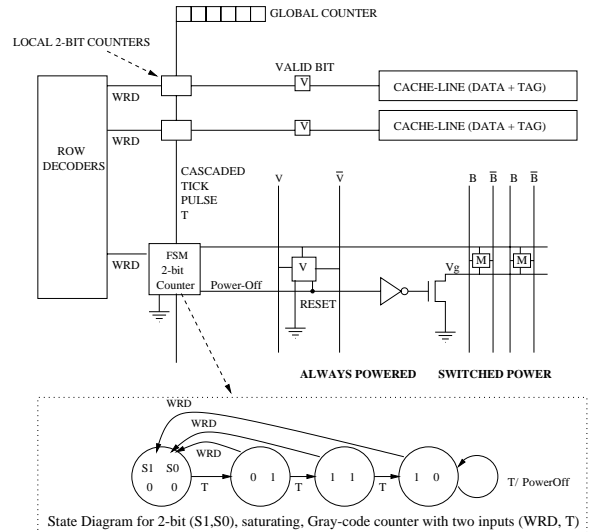 GLOBAL COUNTER
LOCAL 2-BIT COUNTERS
VALID BIT
WRD
V
CACHE-LINE (DATA + TAG)
WRD
V
CACHE-LINE (DATA + TAG)
ROW
DECODERS
CASCADED
TICK
PULSE
T
V
V̅
B
B̅
B
B̅
WRD
FSM
2-bit
Counter
V
Vg
M
M
Power-Off
RESET
ALWAYS POWERED
SWITCHED POWER
WRD
WRD
WRD
S1 S0
0 0
T
0 1
T
1 1
T
1 0
T/ PowerOff
State Diagram for 2-bit (S1,S0), saturating, Gray-code counter with two inputs (WRD, T)